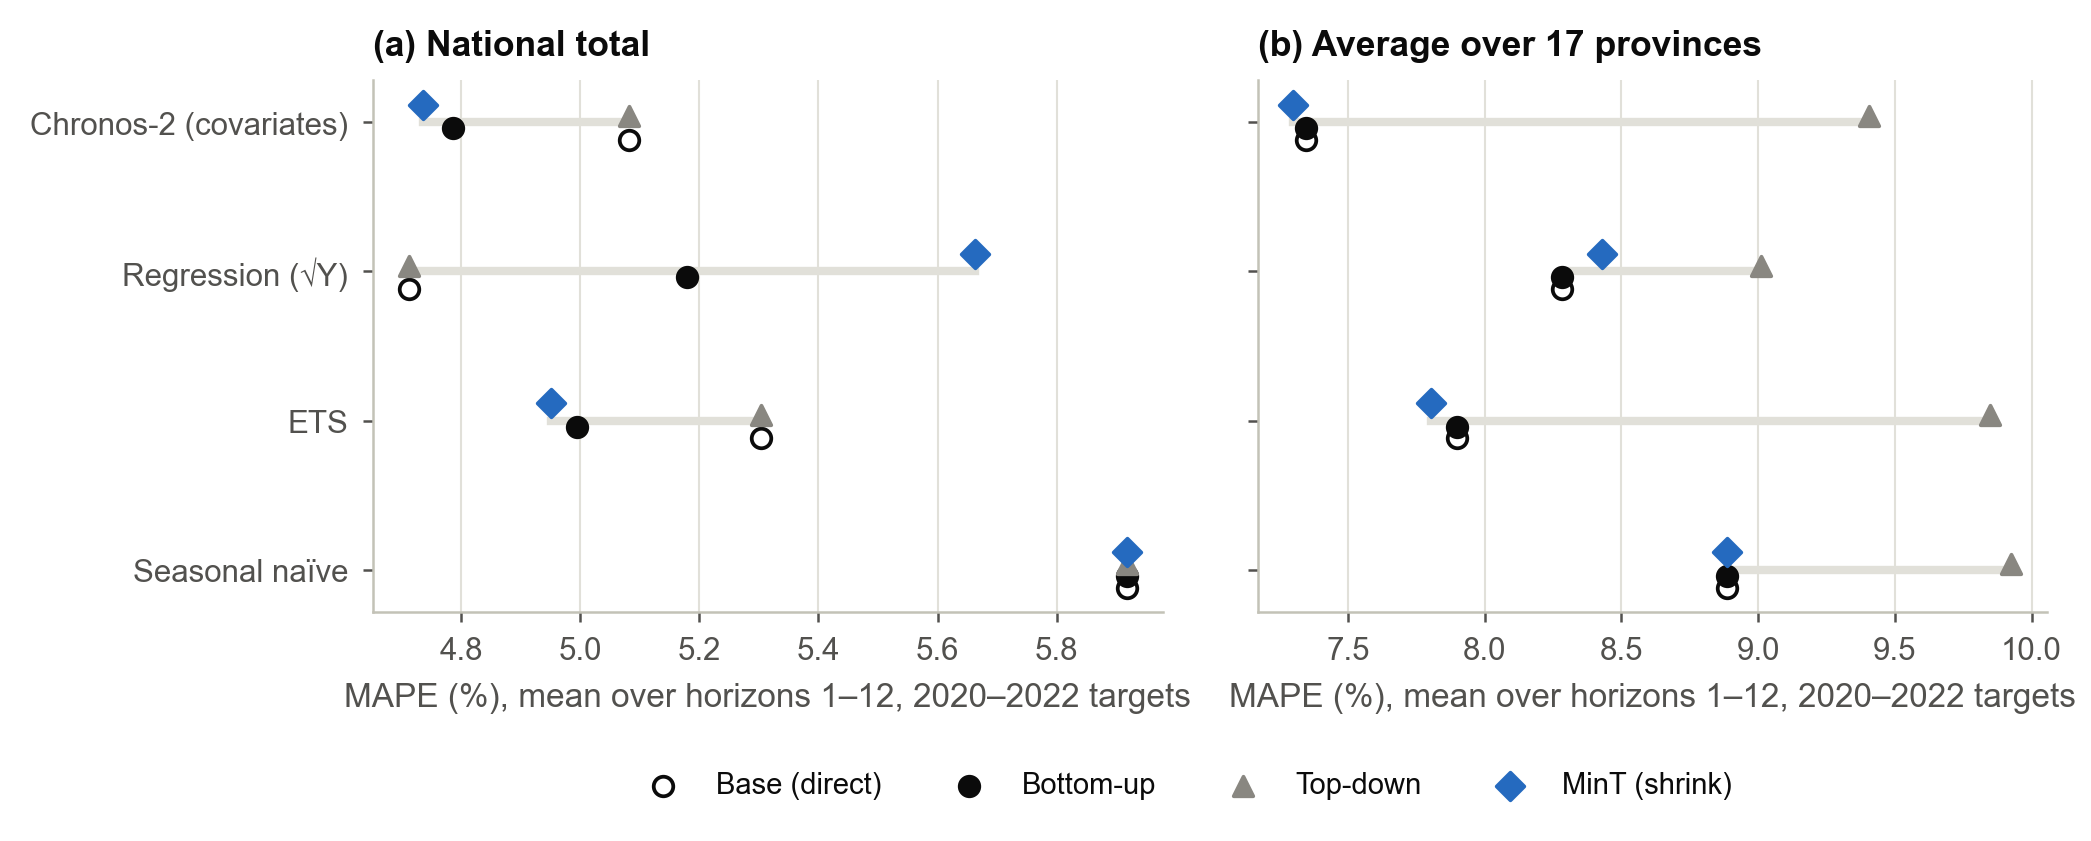 (a) National total
(b) Average over 17 provinces
Chronos-2 (covariates)
Regression (√Y)
ETS
Seasonal naïve
4.8 5.0 5.2 5.4 5.6 5.8
7.5 8.0 8.5 9.0 9.5 10.0
MAPE (%), mean over horizons 1–12, 2020–2022 targets
MAPE (%), mean over horizons 1–12, 2020–2022 targets
Base (direct) Bottom-up Top-down MinT (shrink)